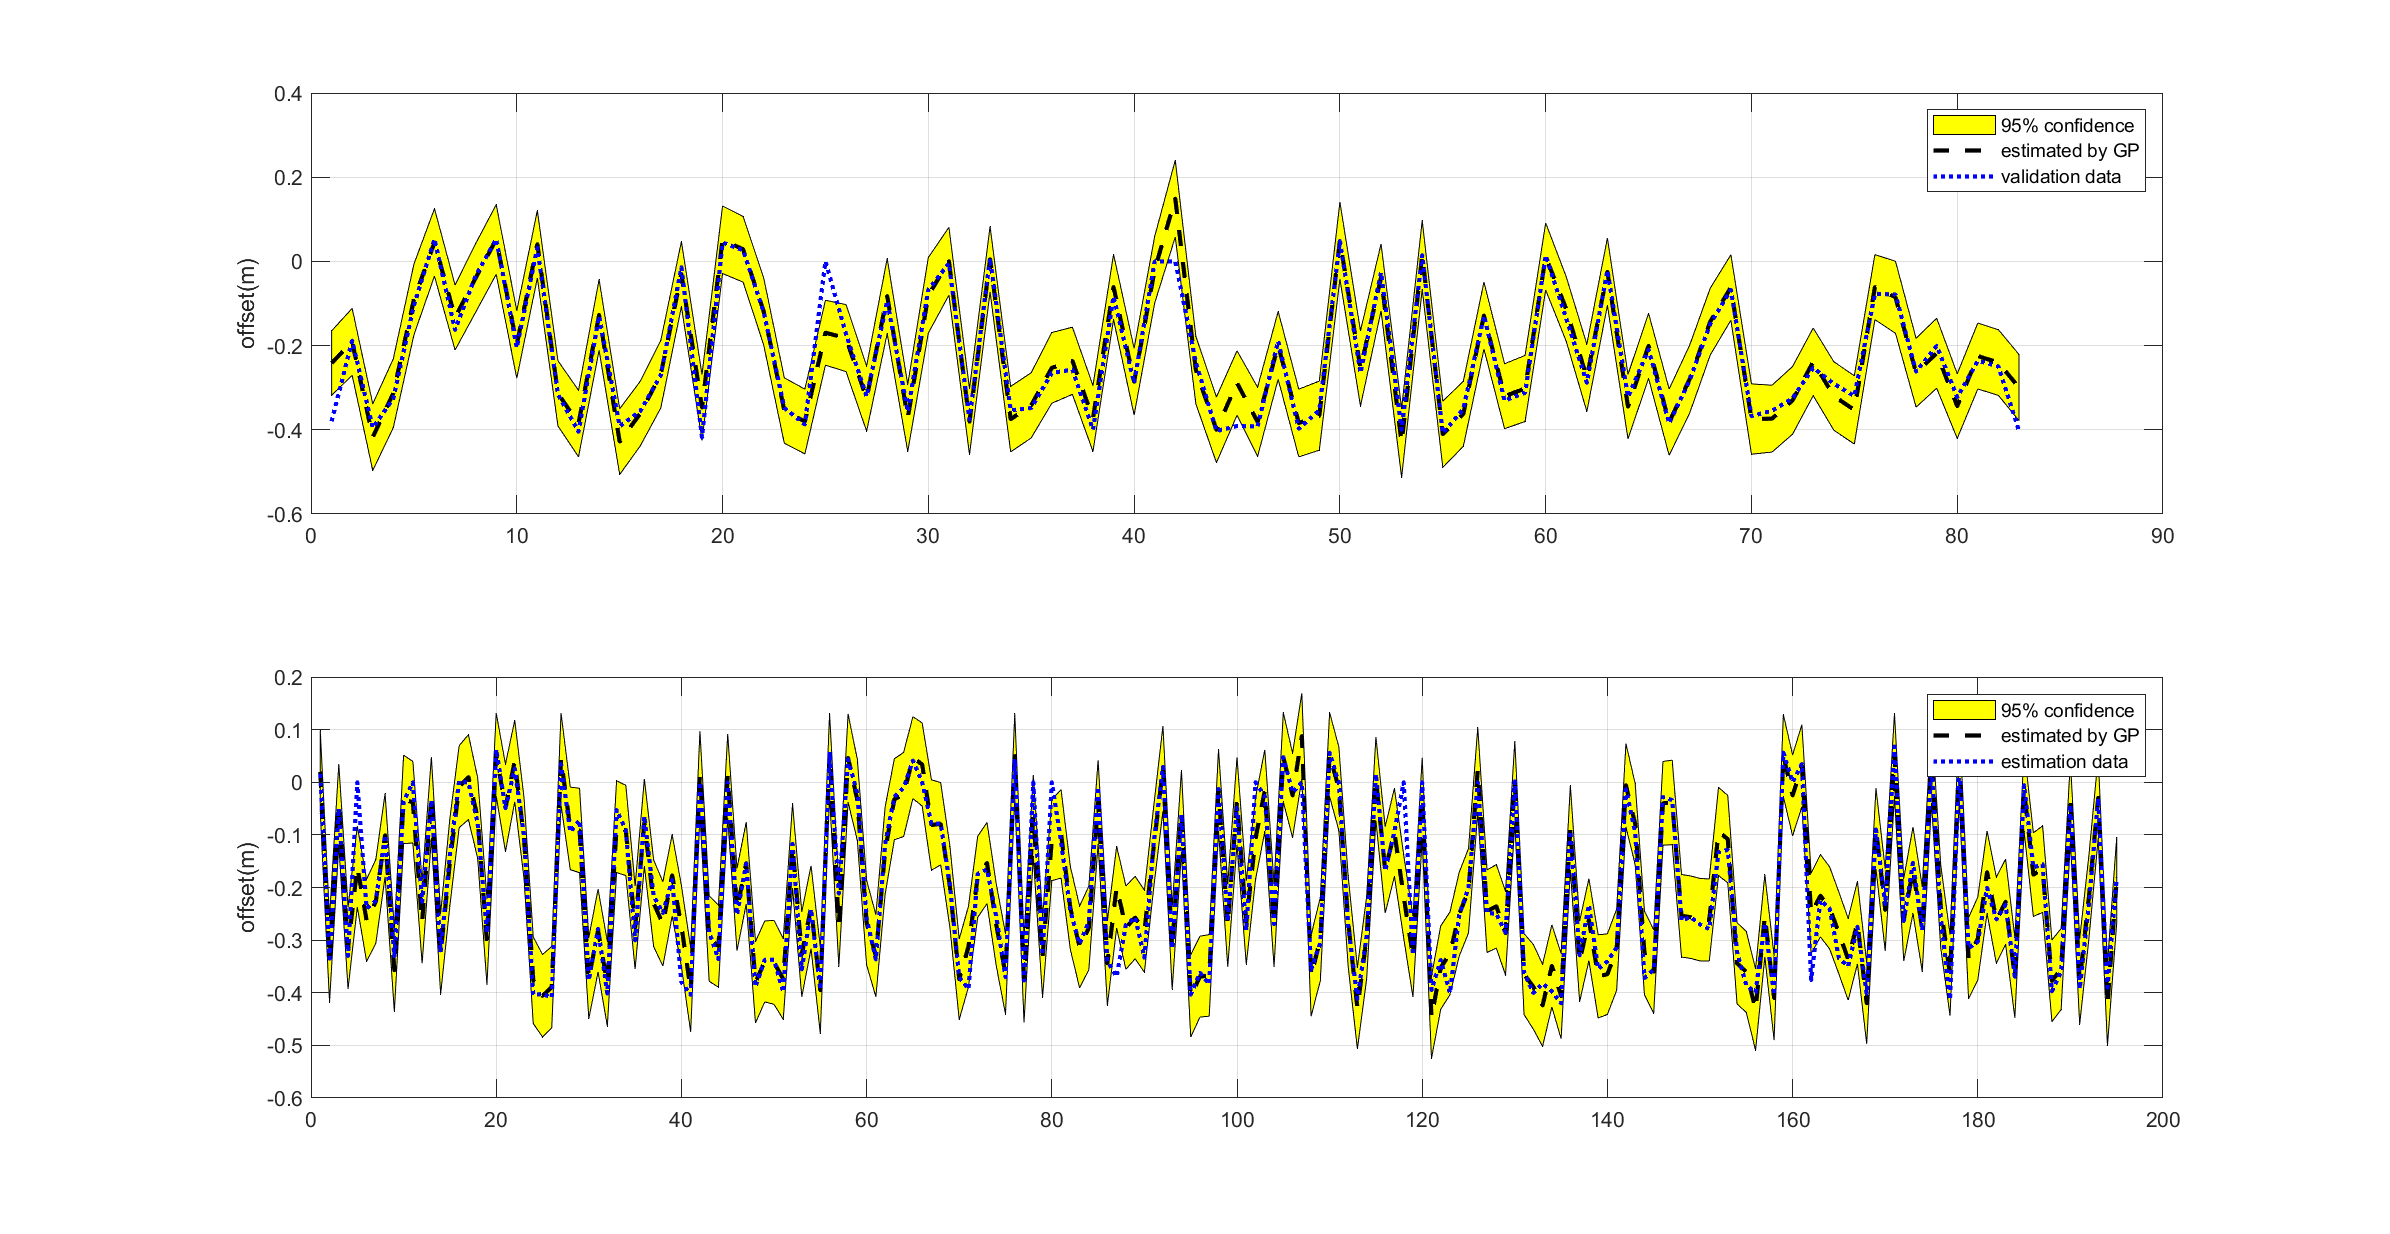 0.4
0.2
0
-0.2
-0.4
-0.6
offset(m)
95% confidence
estimated by GP
validation data
0 10 20 30 40 50 60 70 80 90
0.2
0.1
0
-0.1
-0.2
-0.3
-0.4
-0.5
-0.6
offset(m)
95% confidence
estimated by GP
estimation data
0 20 40 60 80 100 120 140 160 180 200